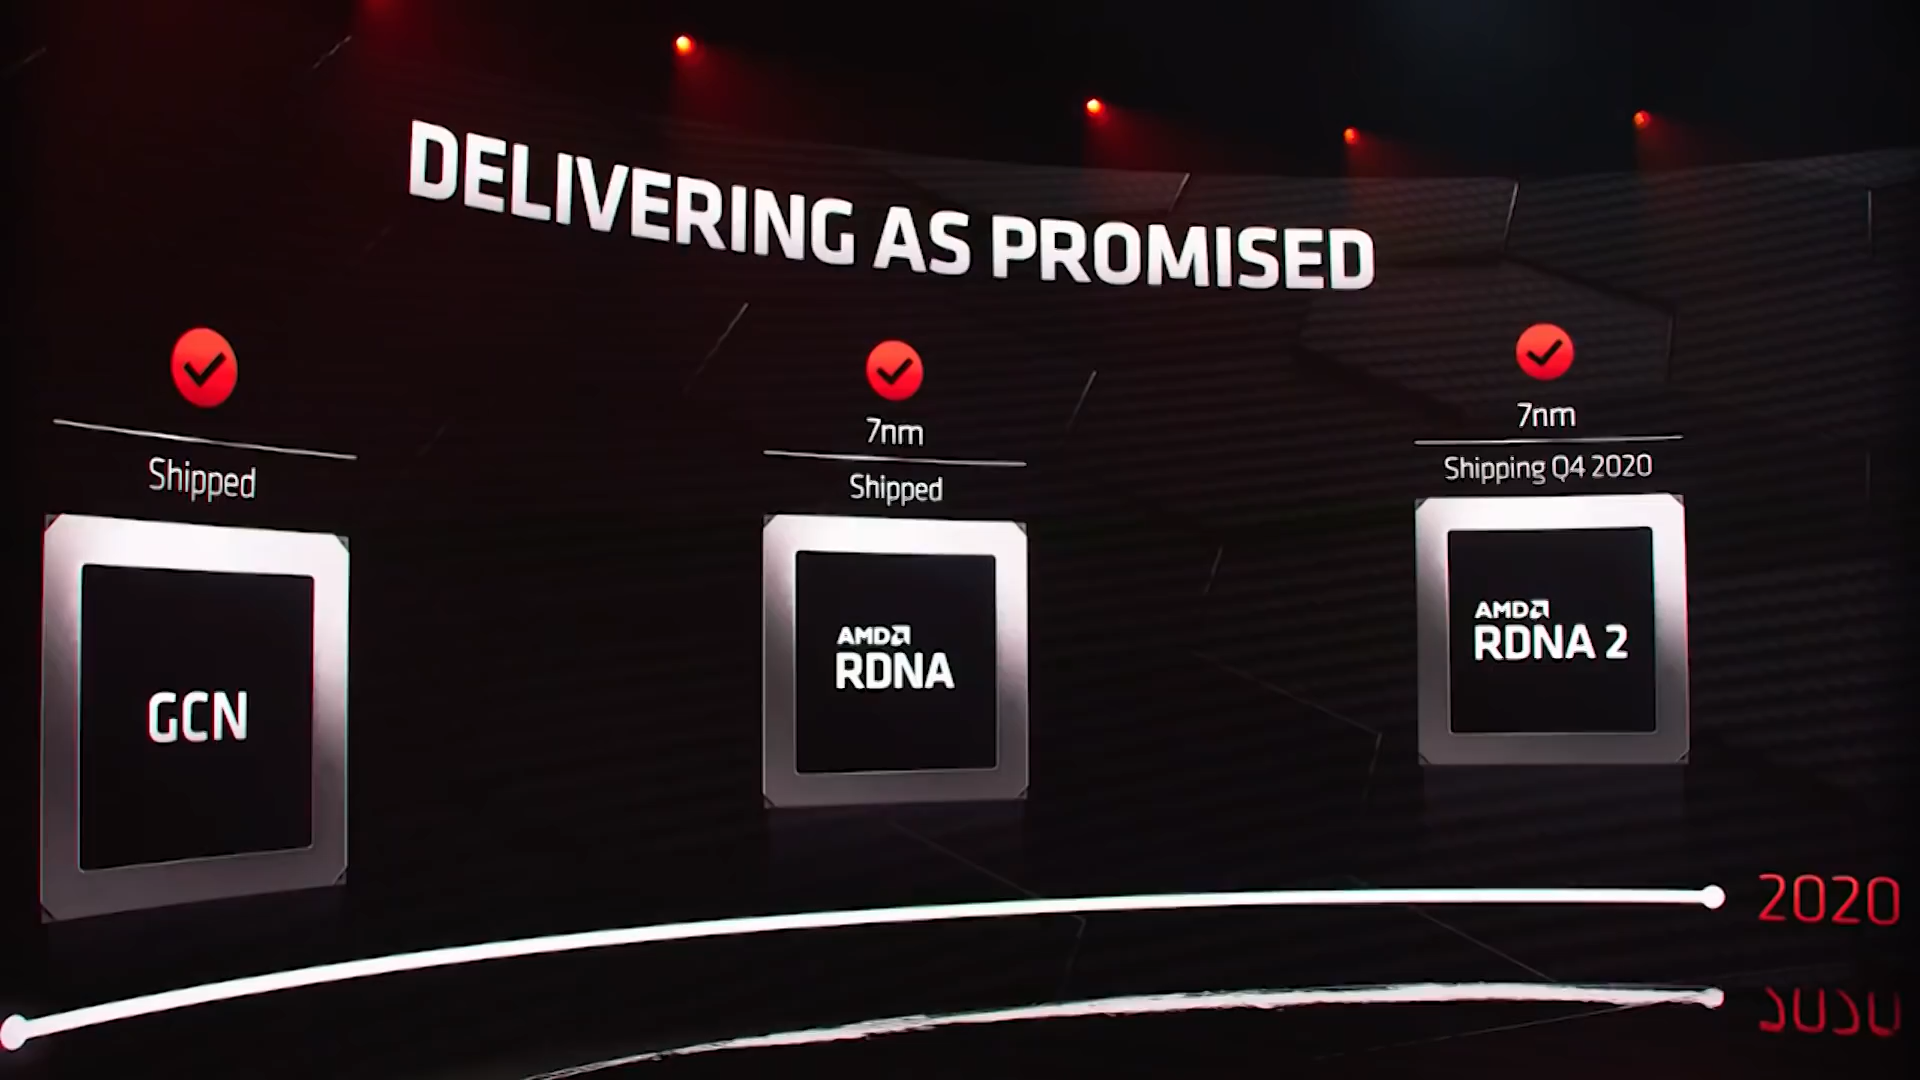 DELIVERING AS PROMISED
Shipped
GCN
7nm
Shipped
AMD
RDNA
7nm
Shipping Q4 2020
AMD
RDNA 2
2020